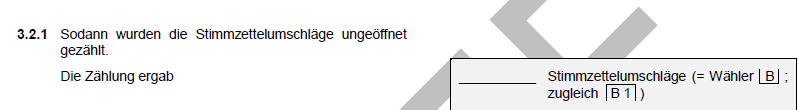 3.2.1 Sodann wurden die Stimmzettelumschläge ungeöffnet
gezählt.
Die Zählung ergab
__________ Stimmzettelumschläge (= Wähler B ;
zugleich B 1 )